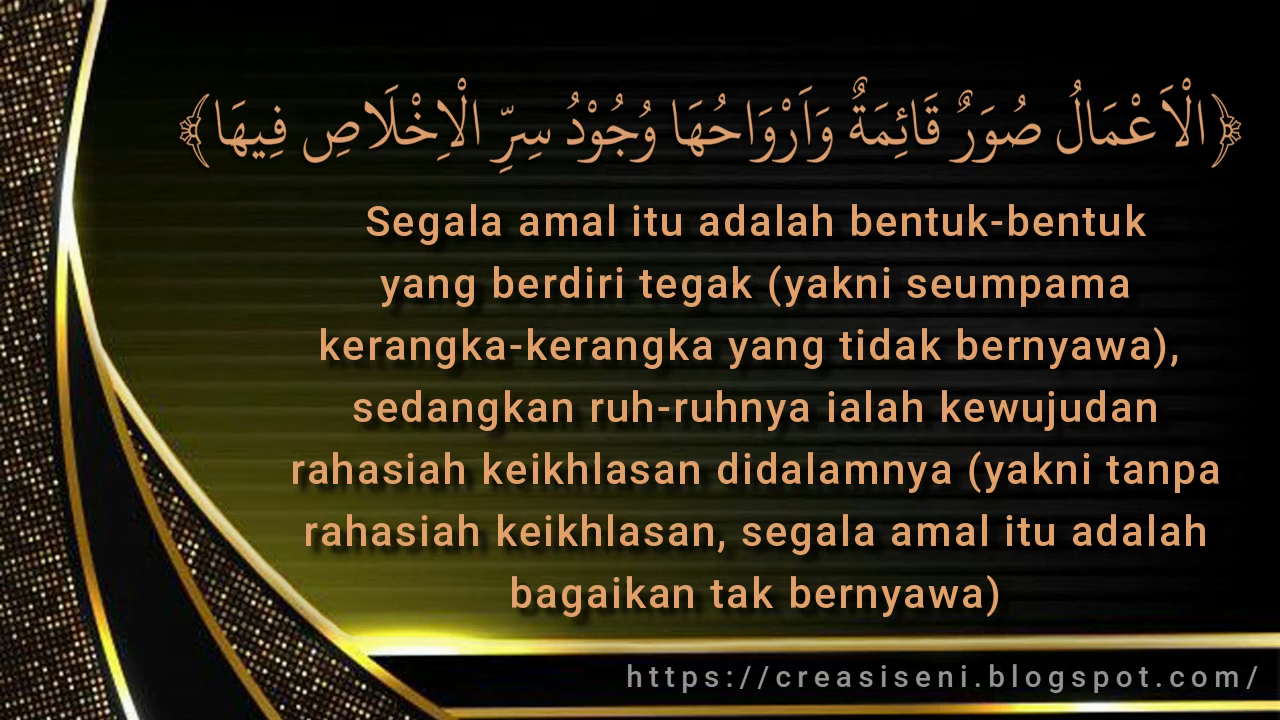 ﴿الْاَعْمَالُ صُوَرٌ قَائِمَةٌ وَاَرْوَاحُهَا وُجُوْدُ سِرِّ الْاِخْلَاصِ فِيهَا﴾
Segala amal itu adalah bentuk-bentuk
yang berdiri tegak (yakni seumpama
kerangka-kerangka yang tidak bernyawa),
sedangkan ruh-ruhnya ialah kewujudan
rahasiah keikhlasan didalamnya (yakni tanpa
rahasiah keikhlasan, segala amal itu adalah
bagaikan tak bernyawa)
https://creasiseni.blogspot.com/